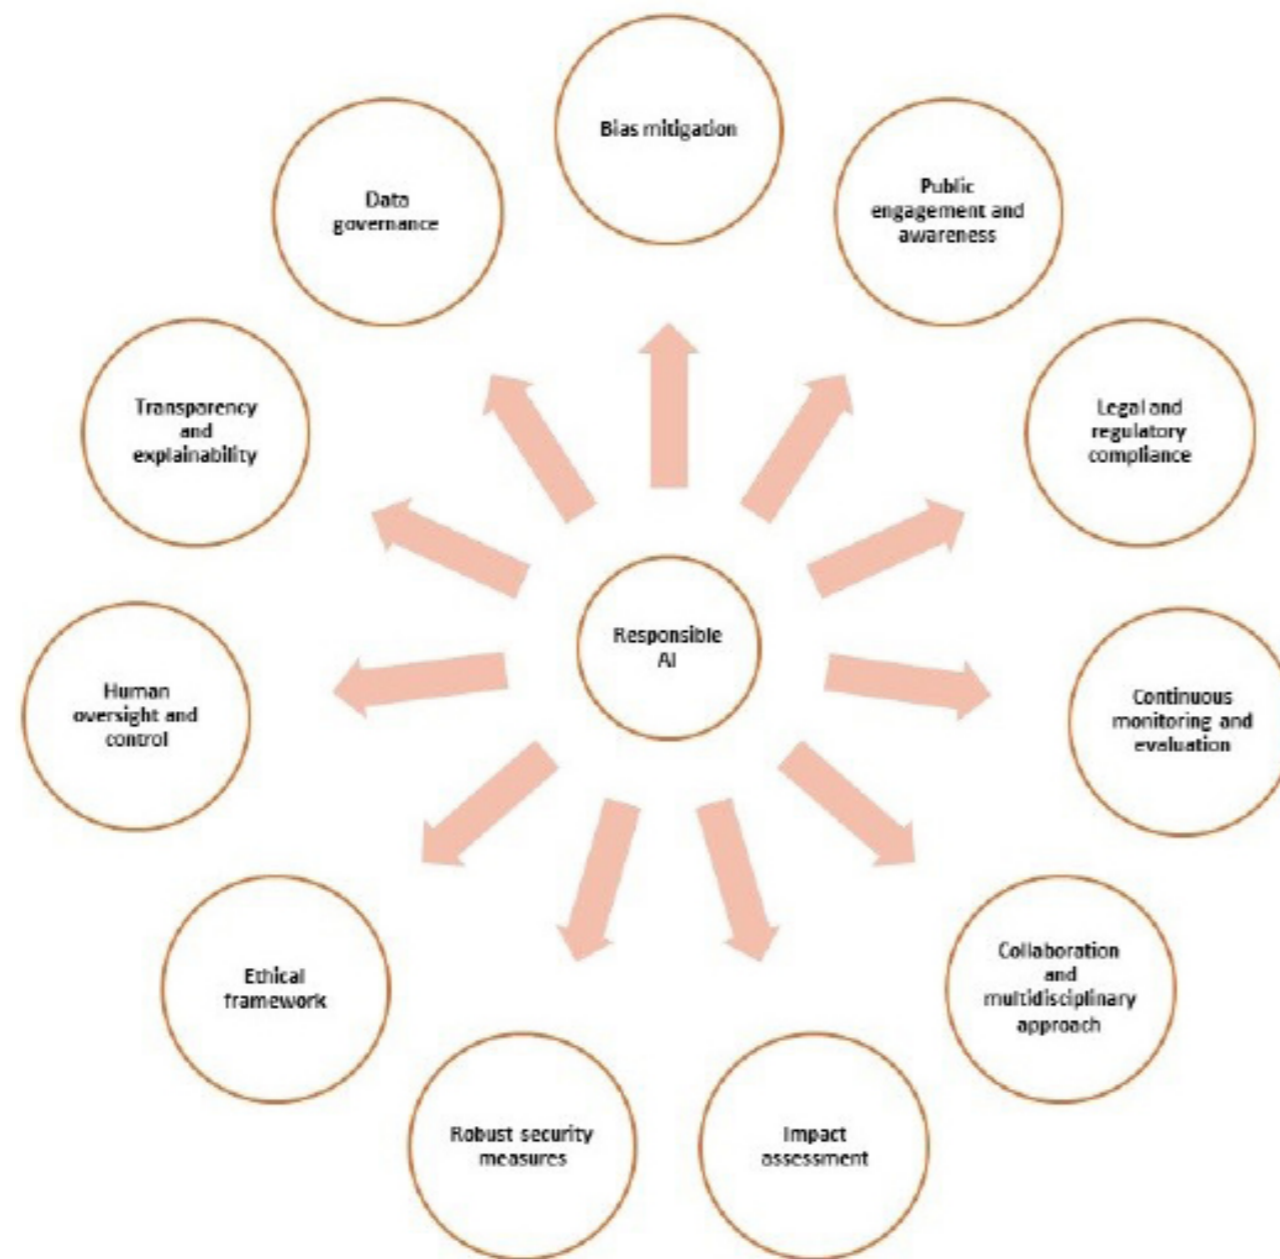 Bias mitigation
Public
engagement and
awareness
Legal and
regulatory
compliance
Continuous
monitoring and
evaluation
Collaboration
and
multidisciplinary
approach
Impact
assessment
Robust security
measures
Ethical
framework
Human
oversight and
control
Transparency
and
explainability
Data
governance
Responsible
AI